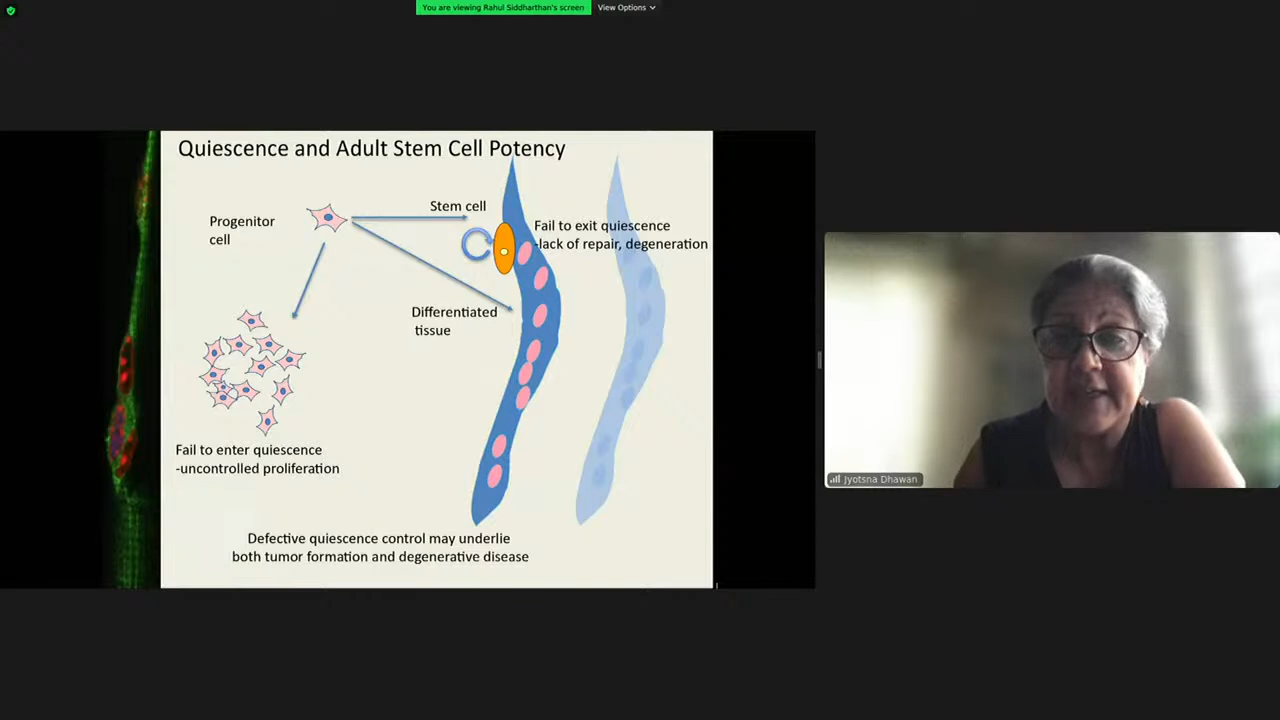 You are viewing Rahul Siddharthan's screen
View Options
Quiescence and Adult Stem Cell Potency
Progenitor
cell
Stem cell
Fail to exit quiescence
-lack of repair, degeneration
Differentiated
tissue
Fail to enter quiescence
-uncontrolled proliferation
Defective quiescence control may underlie
both tumor formation and degenerative disease
Jyotsna Dhawan